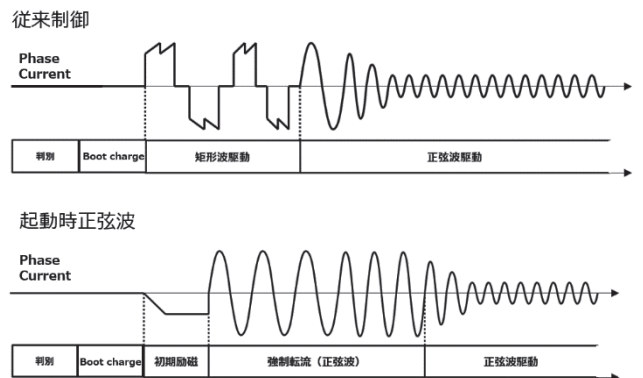 従来制御
Phase
Current
判別
Boot charge
矩形波駆動
正弦波駆動
起動時正弦波
Phase
Current
判別
Boot charge
初期励磁
強制転流（正弦波）
正弦波駆動